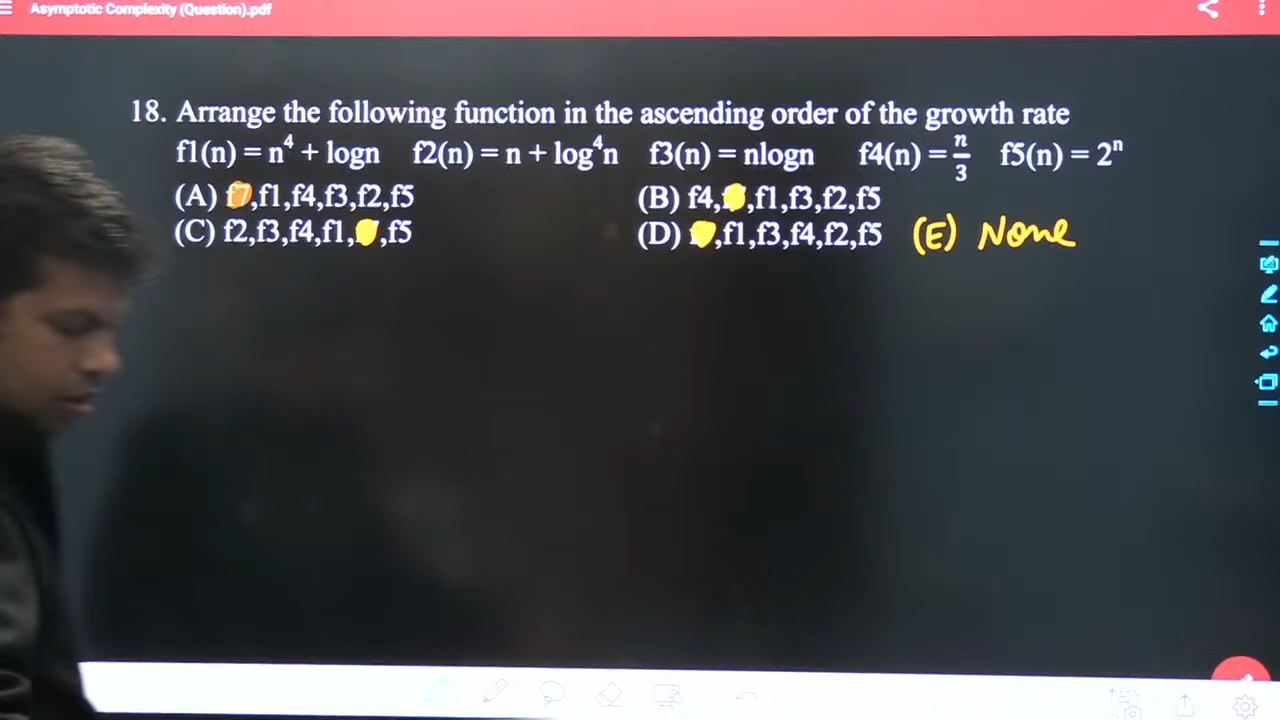 Asymptotic Complexity (Question).pdf
18. Arrange the following function in the ascending order of the growth rate
f1(n) = n⁴ + logn f2(n) = n + log⁴n f3(n) = nlogn f4(n) = n/3 f5(n) = 2ⁿ
(A) f7,f1,f4,f3,f2,f5 (B) f4, ,f1,f3,f2,f5
(C) f2,f3,f4,f1, ,f5 (D) ,f1,f3,f4,f2,f5 (E) None